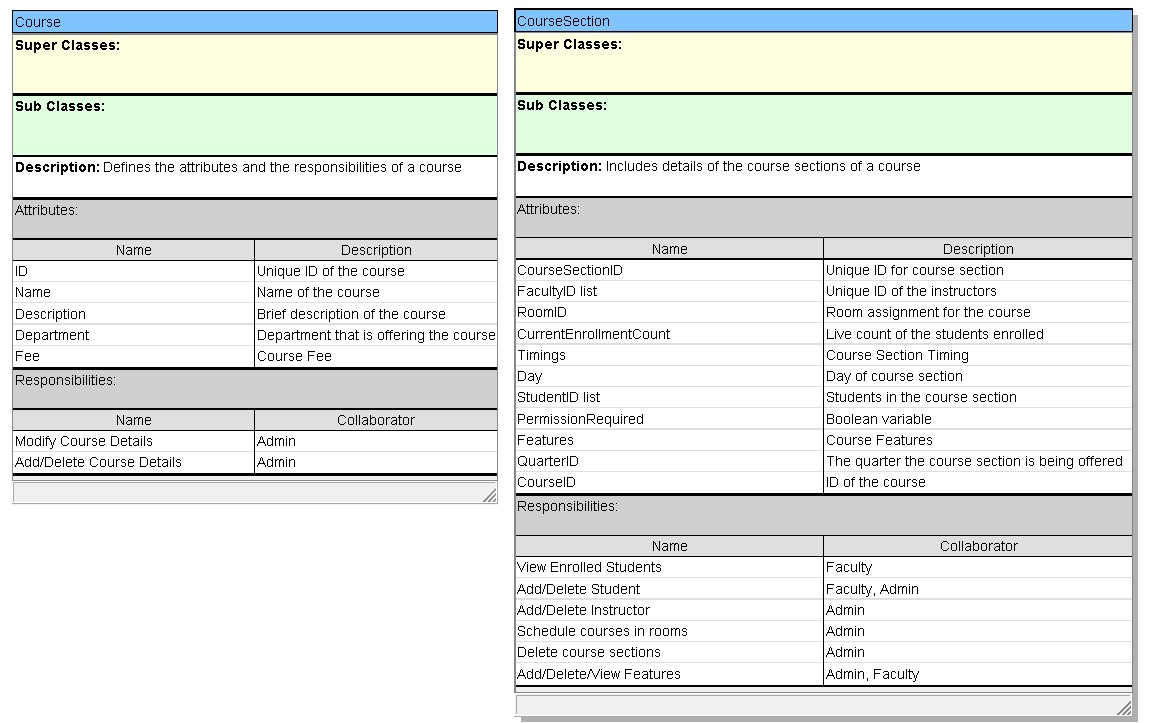 Course
Super Classes:
Sub Classes:
Description: Defines the attributes and the responsibilities of a course
Attributes:
Name Description
ID Unique ID of the course
Name Name of the course
Description Brief description of the course
Department Department that is offering the course
Fee Course Fee
Responsibilities:
Name Collaborator
Modify Course Details Admin
Add/Delete Course Details Admin
CourseSection
Super Classes:
Sub Classes:
Description: Includes details of the course sections of a course
Attributes:
Name Description
CourseSectionID Unique ID for course section
FacultyID list Unique ID of the instructors
RoomID Room assignment for the course
CurrentEnrollmentCount Live count of the students enrolled
Timings Course Section Timing
Day Day of course section
StudentID list Students in the course section
PermissionRequired Boolean variable
Features Course Features
QuarterID The quarter the course section is being offered
CourseID ID of the course
Responsibilities:
Name Collaborator
View Enrolled Students Faculty
Add/Delete Student Faculty, Admin
Add/Delete Instructor Admin
Schedule courses in rooms Admin
Delete course sections Admin
Add/Delete/View Features Admin, Faculty